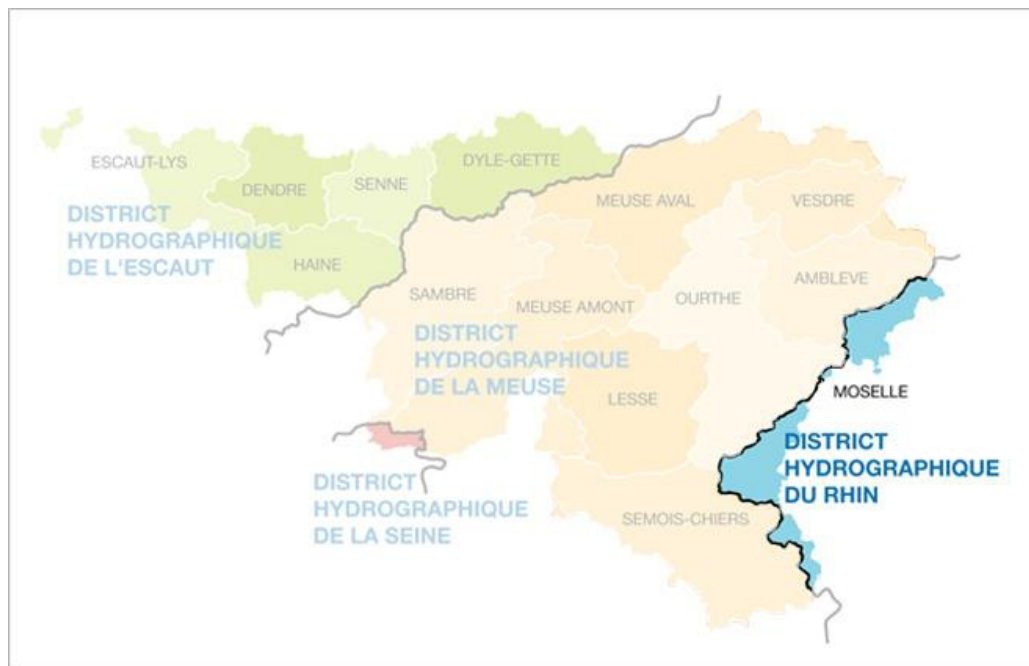 ESCAUT-LYS
DENDRE
SENNE
DYLE-GETTE
HAINE
DISTRICT
HYDROGRAPHIQUE
DE L'ESCAUT
MEUSE AVAL
VESDRE
AMBLEVE
SAMBRE
MEUSE AMONT
OURTHE
DISTRICT
HYDROGRAPHIQUE
DE LA MEUSE
LESSE
MOSELLE
DISTRICT
HYDROGRAPHIQUE
DU RHIN
DISTRICT
HYDROGRAPHIQUE
DE LA SEINE
SEMOIS-CHIERS